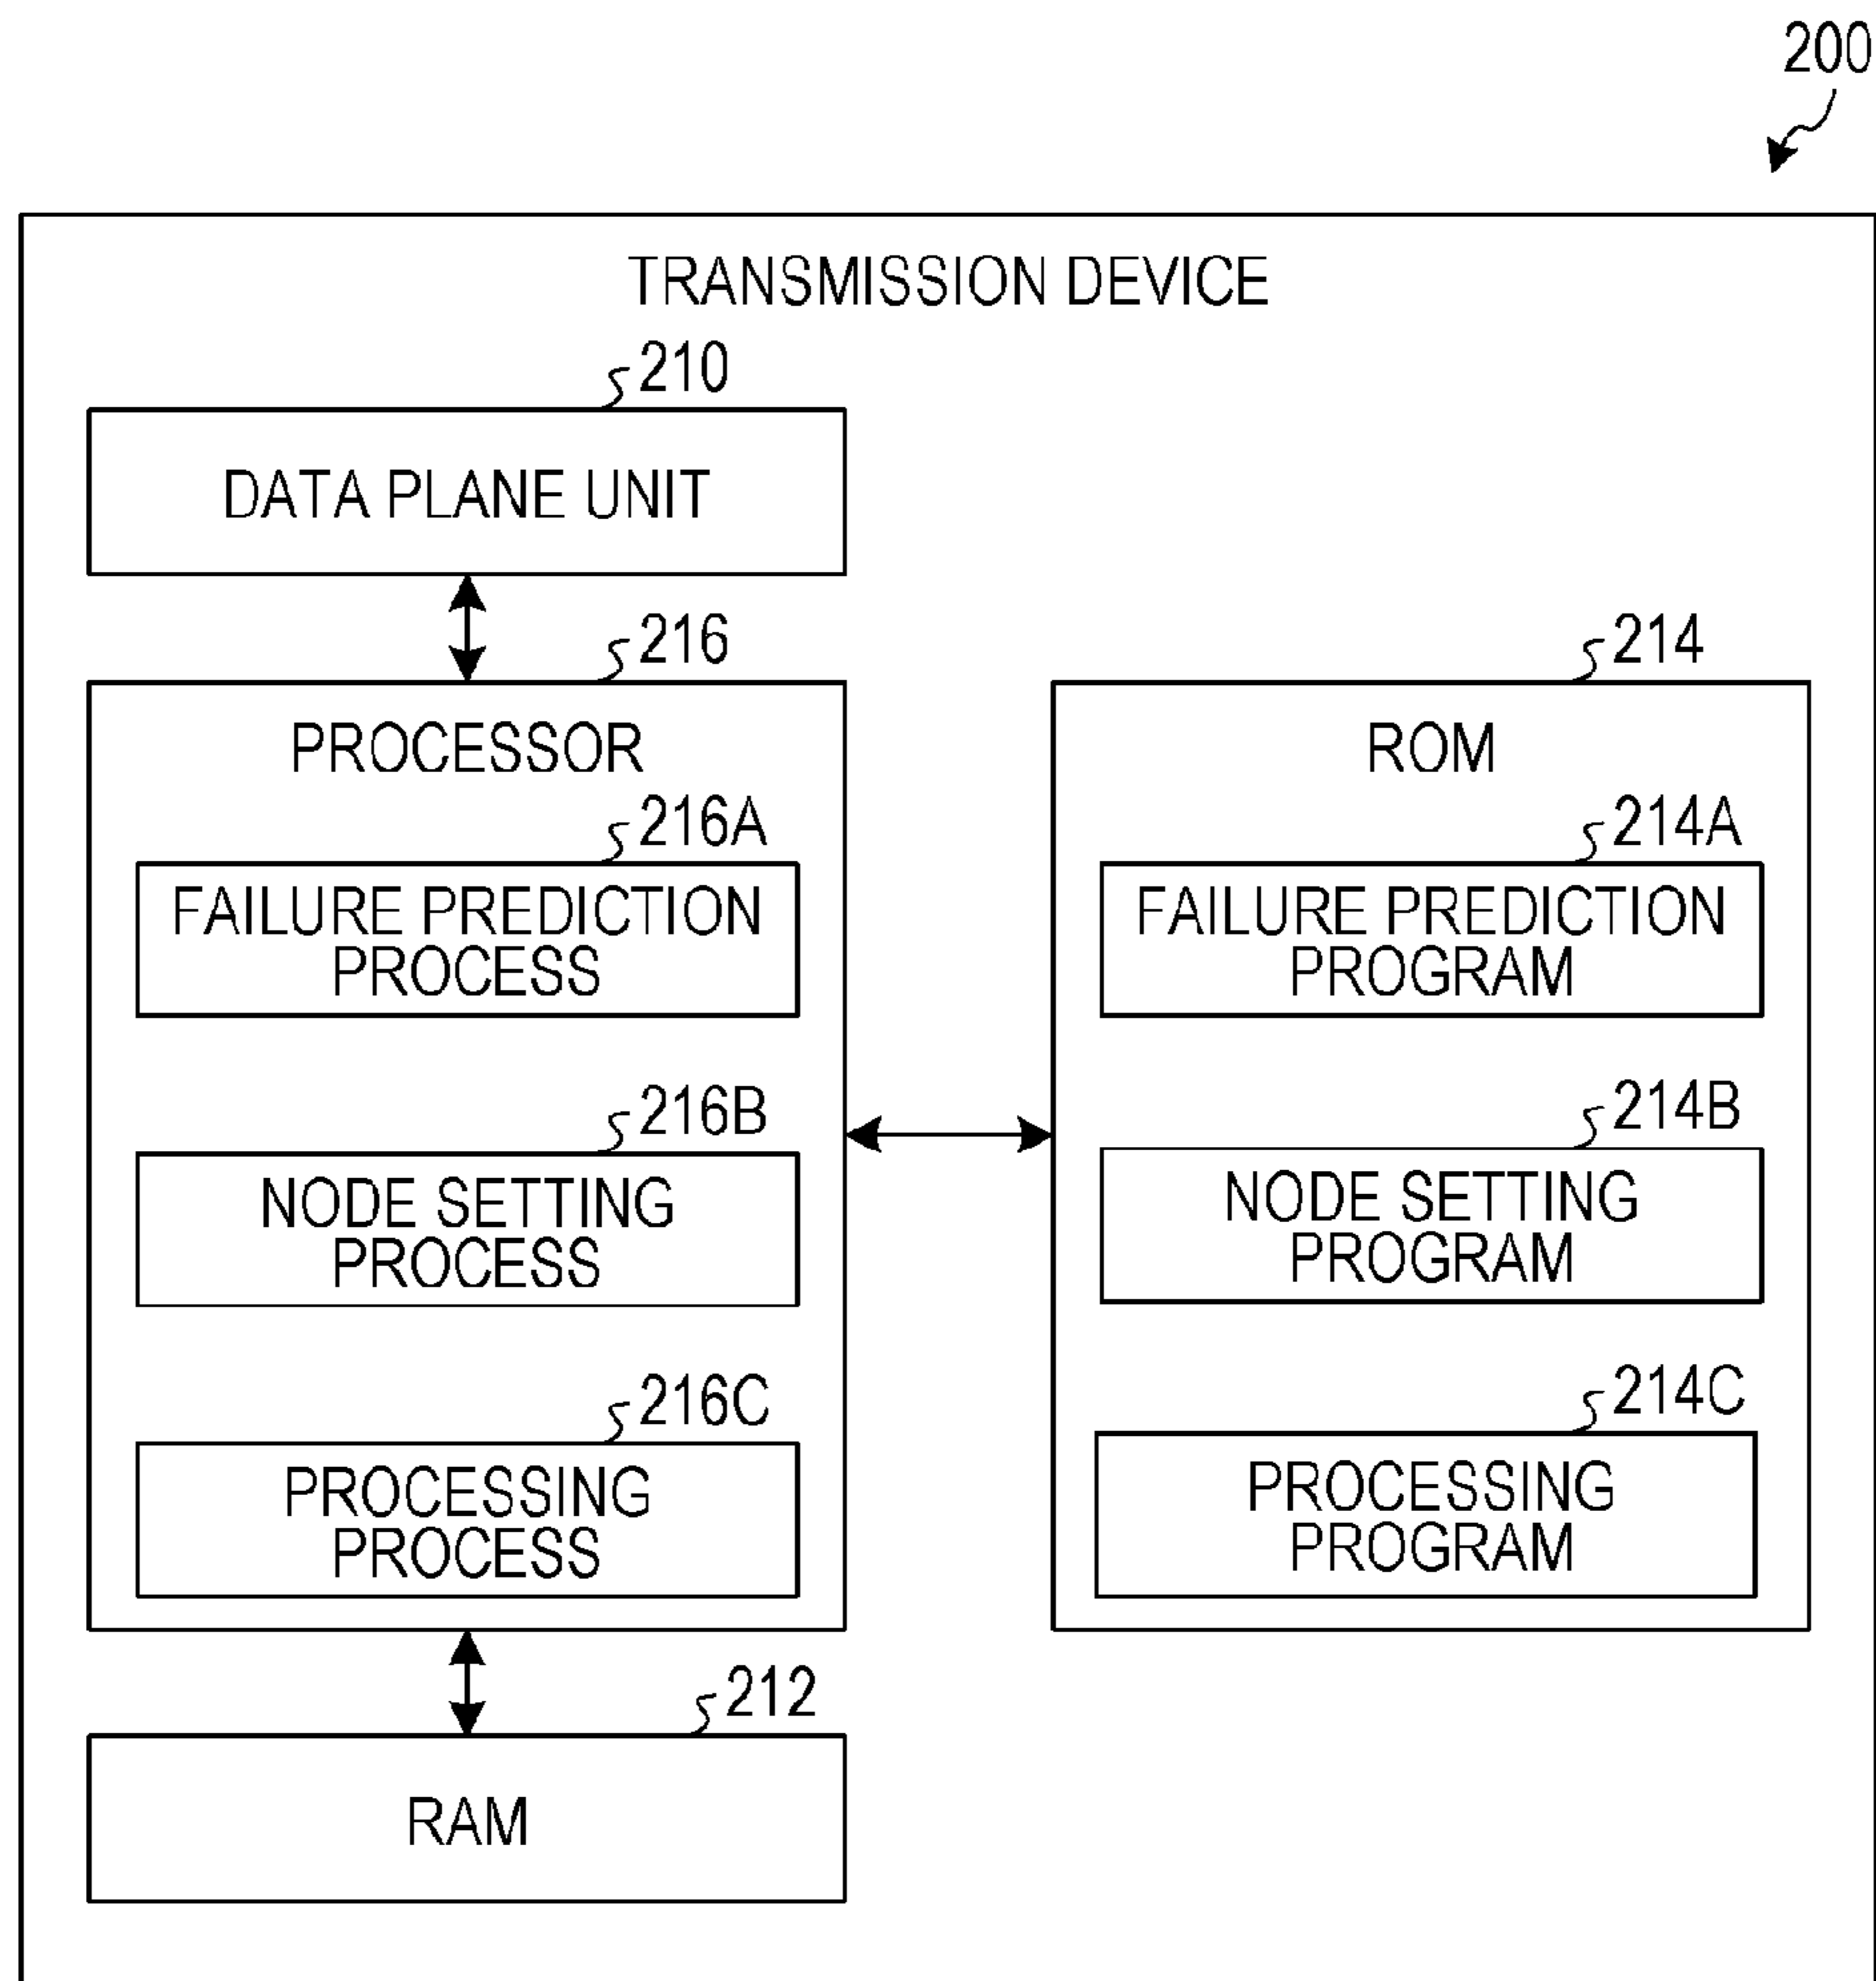 200
TRANSMISSION DEVICE
210
DATA PLANE UNIT
216
PROCESSOR
216A
FAILURE PREDICTION
PROCESS
216B
NODE SETTING
PROCESS
216C
PROCESSING
PROCESS
214
ROM
214A
FAILURE PREDICTION
PROGRAM
214B
NODE SETTING
PROGRAM
214C
PROCESSING
PROGRAM
212
RAM